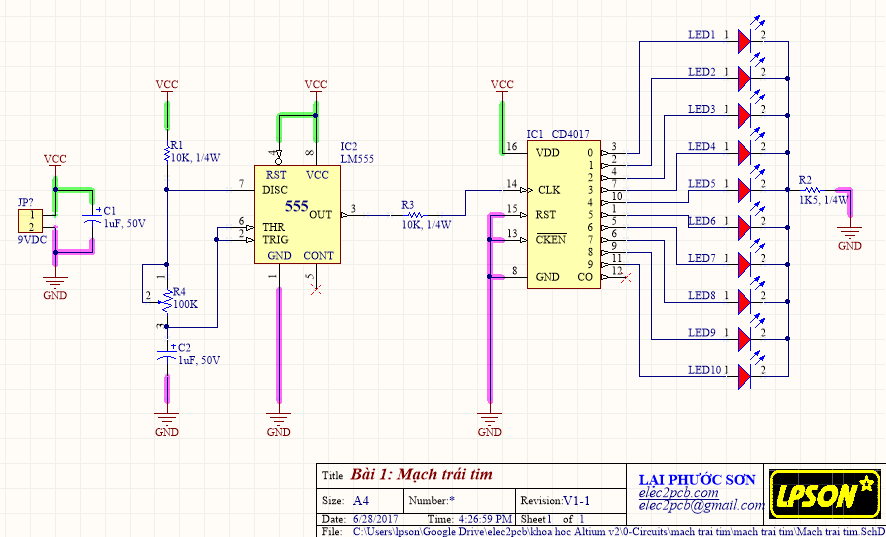 LED1 1 2
VCC
VCC
VCC
LED2 1 2
R1
10K, 1/4W
4
8
IC2
LM555
RST
VCC
7
DISC
555
OUT
3
6
THR
2
TRIG
GND
CONT
1
5
LED3 1 2
16
IC1 CD4017
VDD
0
3
1
2
2
4
3
7
4
10
5
1
6
5
7
6
8
9
9
11
CO
12
14
CLK
15
RST
13
CKEN
8
GND
LED4 1 2
LED5 1 2
LED6 1 2
LED7 1 2
LED8 1 2
LED9 1 2
LED10 1 2
R2
1K5, 1/4W
GND
VCC
JP?
1
2
9VDC
C1
1uF, 50V
GND
R3
10K, 1/4W
1
2
R4
100K
3
C2
1uF, 50V
GND
GND
GND
Title Bài 1: Mạch trái tim
Size: A4 Number:* Revision:V1-1
Date: 6/28/2017 Time: 4:26:59 PM Sheet1 of 1
File: C:\Users\lpson\Google Drive\elec2pcb\khoa hoc Altium v2\0-Circuits\mach trai tim\mach trai tim\Mach trai tim.SchD
LẠI PHƯỚC SƠN
elec2pcb.com
elec2pcb@gmail.com
LPSON